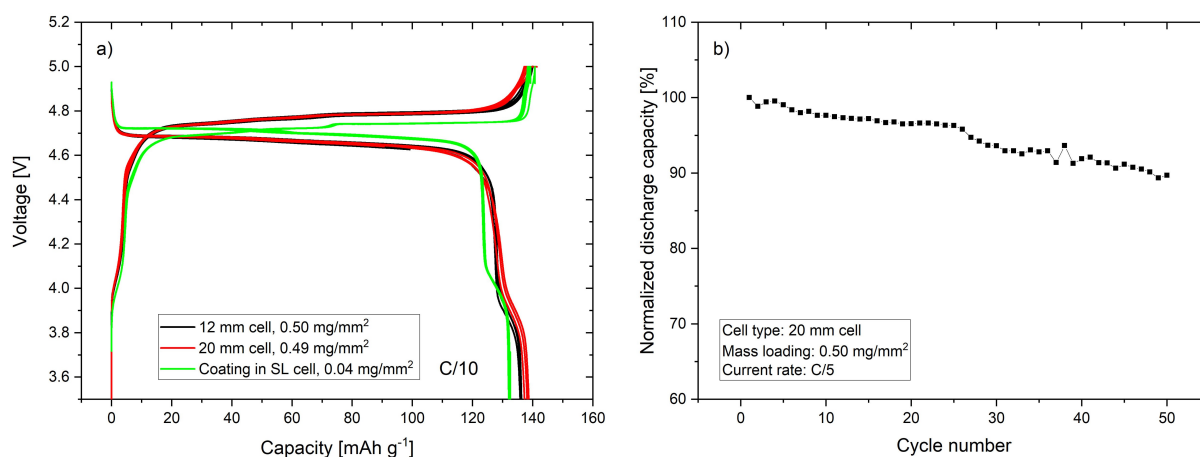 a)
5.2
5.0
4.8
4.6
4.4
4.2
4.0
3.8
3.6
Voltage [V]
12 mm cell, 0.50 mg/mm²
20 mm cell, 0.49 mg/mm²
Coating in SL cell, 0.04 mg/mm²
C/10
0 20 40 60 80 100 120 140 160
Capacity [mAh g⁻¹]
b)
110
100
90
80
70
60
Normalized discharge capacity [%]
Cell type: 20 mm cell
Mass loading: 0.50 mg/mm²
Current rate: C/5
0 10 20 30 40 50
Cycle number